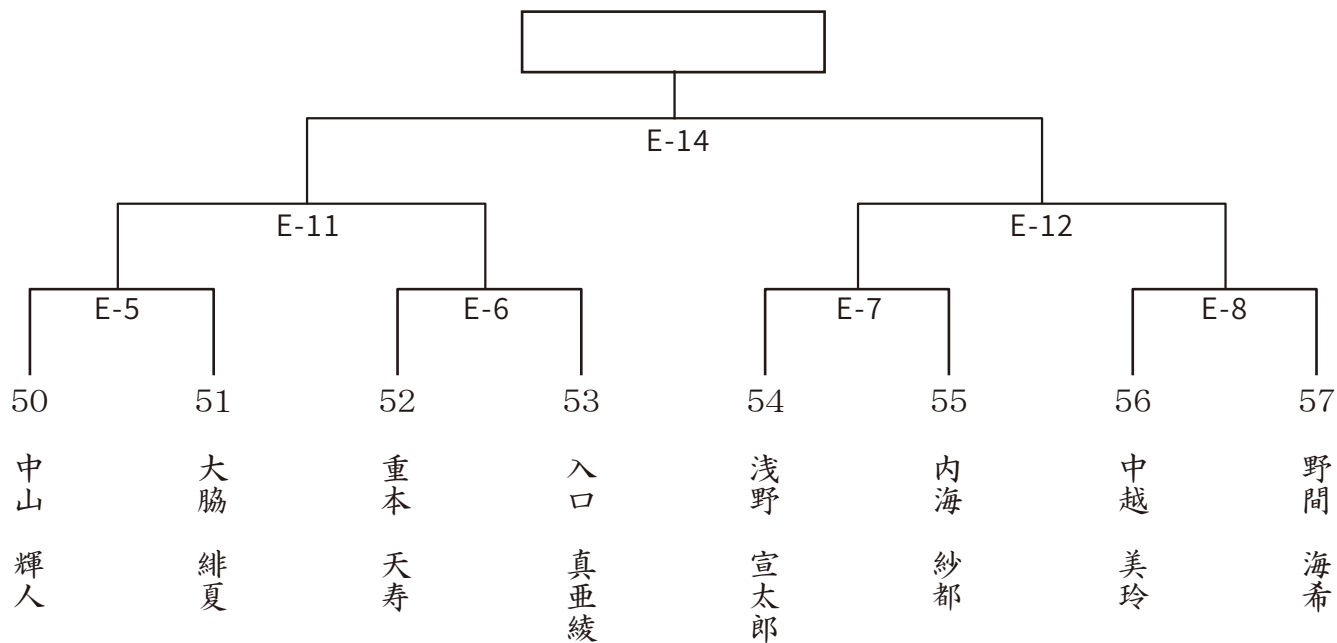 E-14
E-11
E-12
E-5
E-6
E-7
E-8
50
51
52
53
54
55
56
57
中山 輝人
大脇 緋夏
重本 天寿
入口 真亜綾
浅野 宣太郎
内海 紗都
中越 美玲
野間 海希